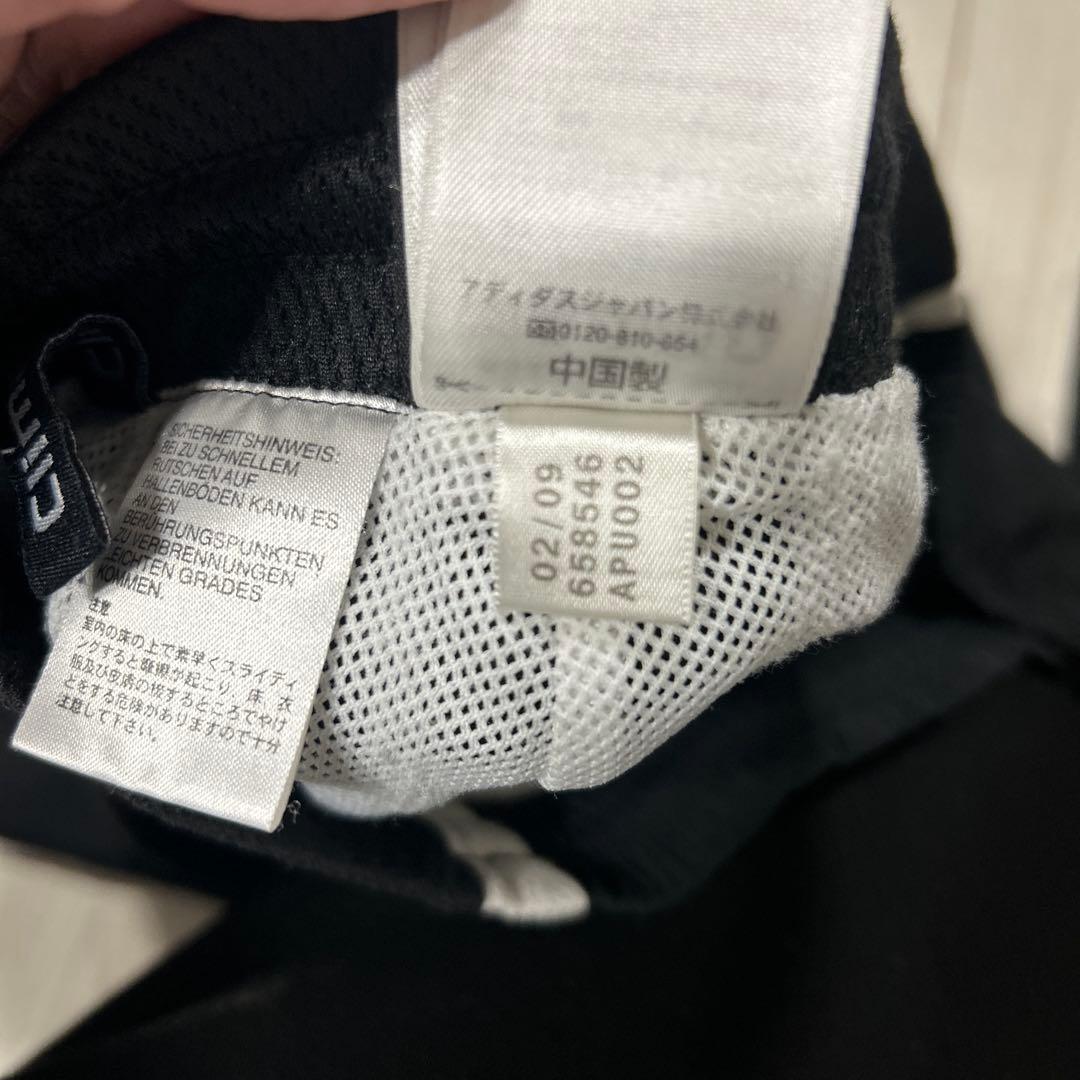 アディダスジャパン株式会社
0120-810-654
中国製
02/09
658546
APU002
SICHERHEITSHINWEIS:
BEI ZU SCHNELLEM
RUTSCHEN AUF
HALLENBÖDEN KANN ES
AN DEN
BERÜHRUNGSPUNKTEN
ZU VERBRENNUNGEN
LEICHTEN GRADES
KOMMEN.
注意
室内の床の上で素早くスライディ
ングすると摩擦が起こり、床、衣
服及び皮膚の接するところでやけ
どをする危険がありますので十分
注意して下さい。